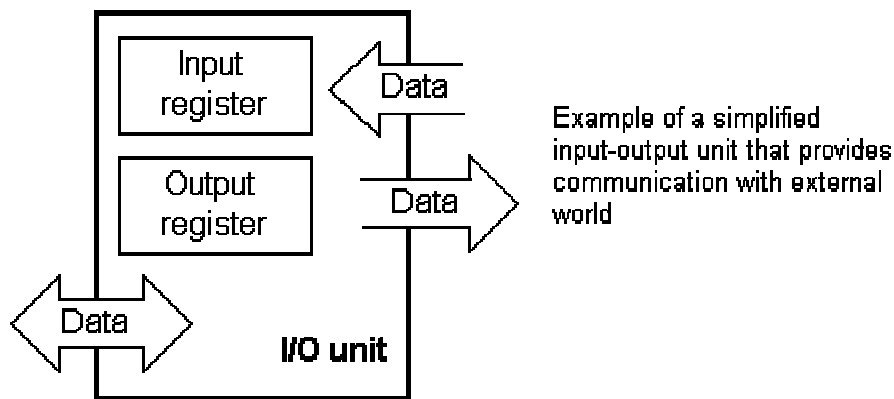 Input
register
Data
Output
register
Data
Data
I/O unit
Example of a simplified
input-output unit that provides
communication with external
world